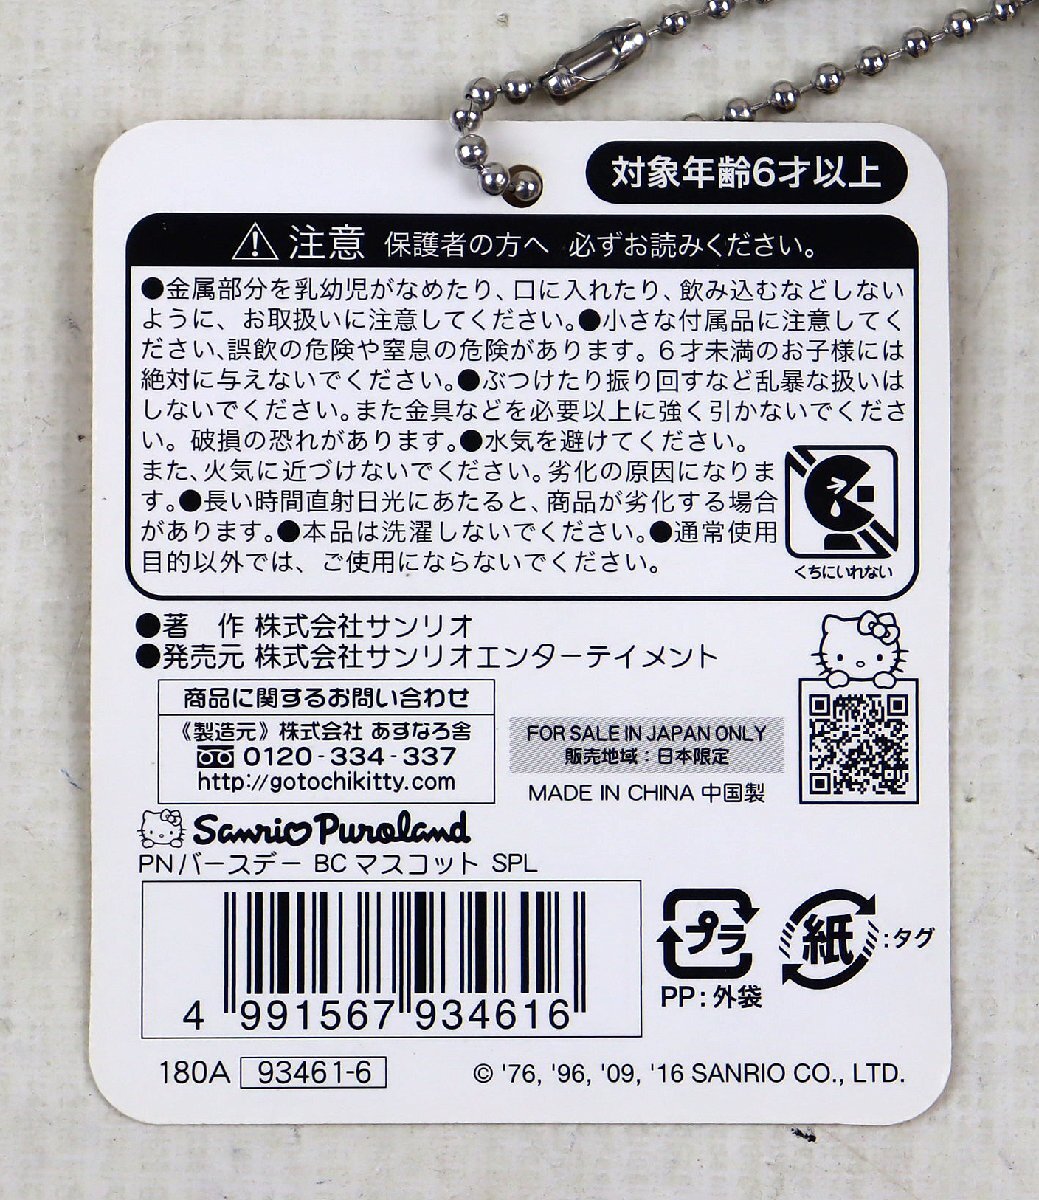 対象年齢6才以上
注意 保護者の方へ 必ずお読みください。
●金属部分を乳幼児がなめたり、口に入れたり、飲み込むなどしない
ように、お取扱いに注意してください。●小さな付属品に注意してく
ださい、誤飲の危険や窒息の危険があります。6才未満のお子様には
絶対に与えないでください。●ぶつけたり振り回すなど乱暴な扱いは
しないでください。また金具などを必要以上に強く引かないでくださ
い。破損の恐れがあります。●水気を避けてください。
また、火気に近づけないでください。劣化の原因になりま
す。●長い時間直射日光にあたると、商品が劣化する場合
があります。●本品は洗濯しないでください。●通常使用
目的以外では、ご使用にならないでください。
くちにいれない
●著　作 株式会社サンリオ
●発売元 株式会社サンリオエンターテイメント
商品に関するお問い合わせ
《製造元》株式会社 あすなろ舎
0120-334-337
http://gotochikitty.com
FOR SALE IN JAPAN ONLY
販売地域：日本限定
MADE IN CHINA 中国製
Sanrio Puroland
PNバースデー BC マスコット SPL
4 991567 934616
プラ
PP：外袋
紙：タグ
180A 93461-6
© '76, '96, '09, '16 SANRIO CO., LTD.